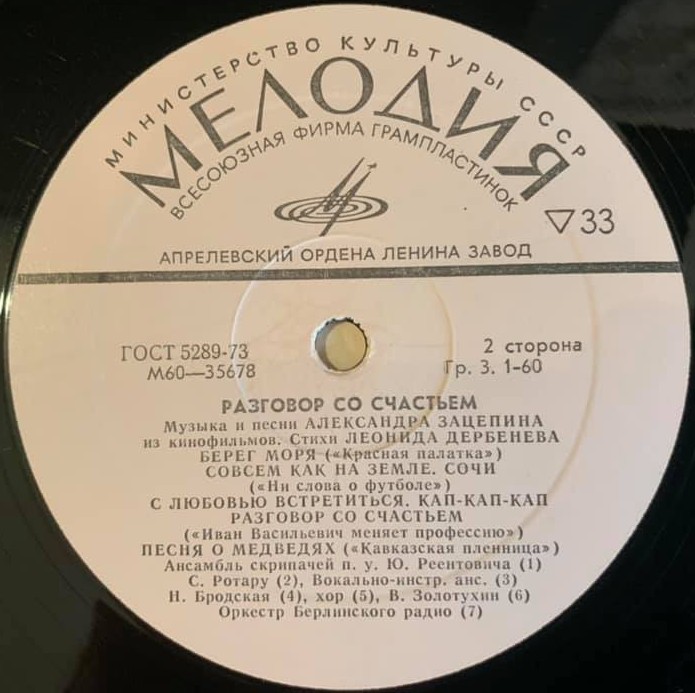 МИНИСТЕРСТВО КУЛЬТУРЫ СССР
МЕЛОДИЯ
ВСЕСОЮЗНАЯ ФИРМА ГРАМПЛАСТИНОК
▽ 33
АПРЕЛЕВСКИЙ ОРДЕНА ЛЕНИНА ЗАВОД
ГОСТ 5289-73
М60—35678
2 сторона
Гр. 3. 1-60
РАЗГОВОР СО СЧАСТЬЕМ
Музыка и песни АЛЕКСАНДРА ЗАЦЕПИНА
из кинофильмов. Стихи ЛЕОНИДА ДЕРБЕНЕВА
БЕРЕГ МОРЯ («Красная палатка»)
СОВСЕМ КАК НА ЗЕМЛЕ. СОЧИ
(«Ни слова о футболе»)
С ЛЮБОВЬЮ ВСТРЕТИТЬСЯ. КАП-КАП-КАП
РАЗГОВОР СО СЧАСТЬЕМ
(«Иван Васильевич меняет профессию»)
ПЕСНЯ О МЕДВЕДЯХ («Кавказская пленница»)
Ансамбль скрипачей п. у. Ю. Реентовича (1)
С. Ротару (2), Вокально-инстр. анс. (3)
Н. Бродская (4), хор (5), В. Золотухин (6)
Оркестр Берлинского радио (7)